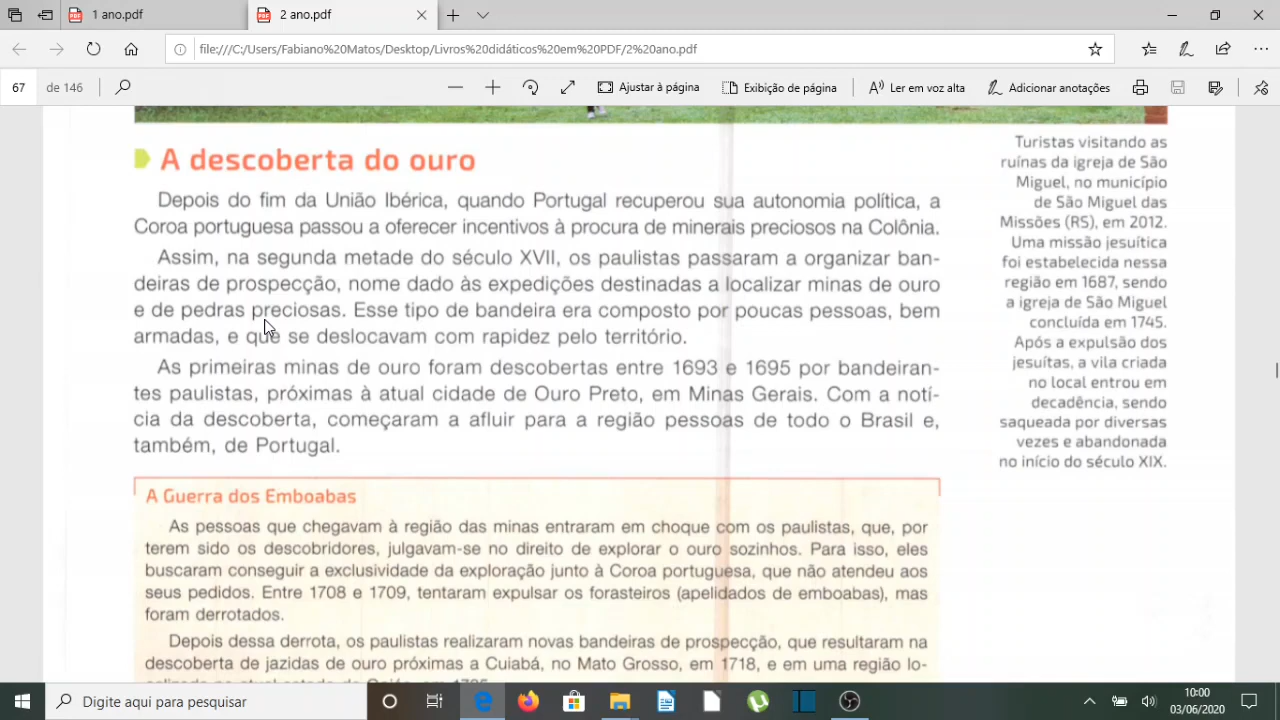 1 ano.pdf
2 ano.pdf
file:///C:/Users/Fabiano%20Matos/Desktop/Livros%20didáticos%20em%20PDF/2%20ano.pdf
67
de 146
Ajustar à página
Exibição de página
Ler em voz alta
Adicionar anotações
A descoberta do ouro
Depois do fim da União Ibérica, quando Portugal recuperou sua autonomia política, a
Coroa portuguesa passou a oferecer incentivos à procura de minerais preciosos na Colônia.
Assim, na segunda metade do século XVII, os paulistas passaram a organizar ban-
deiras de prospecção, nome dado às expedições destinadas a localizar minas de ouro
e de pedras preciosas. Esse tipo de bandeira era composto por poucas pessoas, bem
armadas, e que se deslocavam com rapidez pelo território.
As primeiras minas de ouro foram descobertas entre 1693 e 1695 por bandeiran-
tes paulistas, próximas à atual cidade de Ouro Preto, em Minas Gerais. Com a notí-
cia da descoberta, começaram a afluir para a região pessoas de todo o Brasil e,
também, de Portugal.
Turistas visitando as
ruínas da igreja de São
Miguel, no município
de São Miguel das
Missões (RS), em 2012.
Uma missão jesuítica
foi estabelecida nessa
região em 1687, sendo
a igreja de São Miguel
concluída em 1745.
Após a expulsão dos
jesuítas, a vila criada
no local entrou em
decadência, sendo
saqueada por diversas
vezes e abandonada
no início do século XIX.
A Guerra dos Emboabas
As pessoas que chegavam à região das minas entraram em choque com os paulistas, que, por
terem sido os descobridores, julgavam-se no direito de explorar o ouro sozinhos. Para isso, eles
buscaram conseguir a exclusividade da exploração junto à Coroa portuguesa, que não atendeu aos
seus pedidos. Entre 1708 e 1709, tentaram expulsar os forasteiros (apelidados de emboabas), mas
foram derrotados.
Depois dessa derrota, os paulistas realizaram novas bandeiras de prospecção, que resultaram na
descoberta de jazidas de ouro próximas a Cuiabá, no Mato Grosso, em 1718, e em uma região lo-
Digite aqui para pesquisar
10:00
03/06/2020